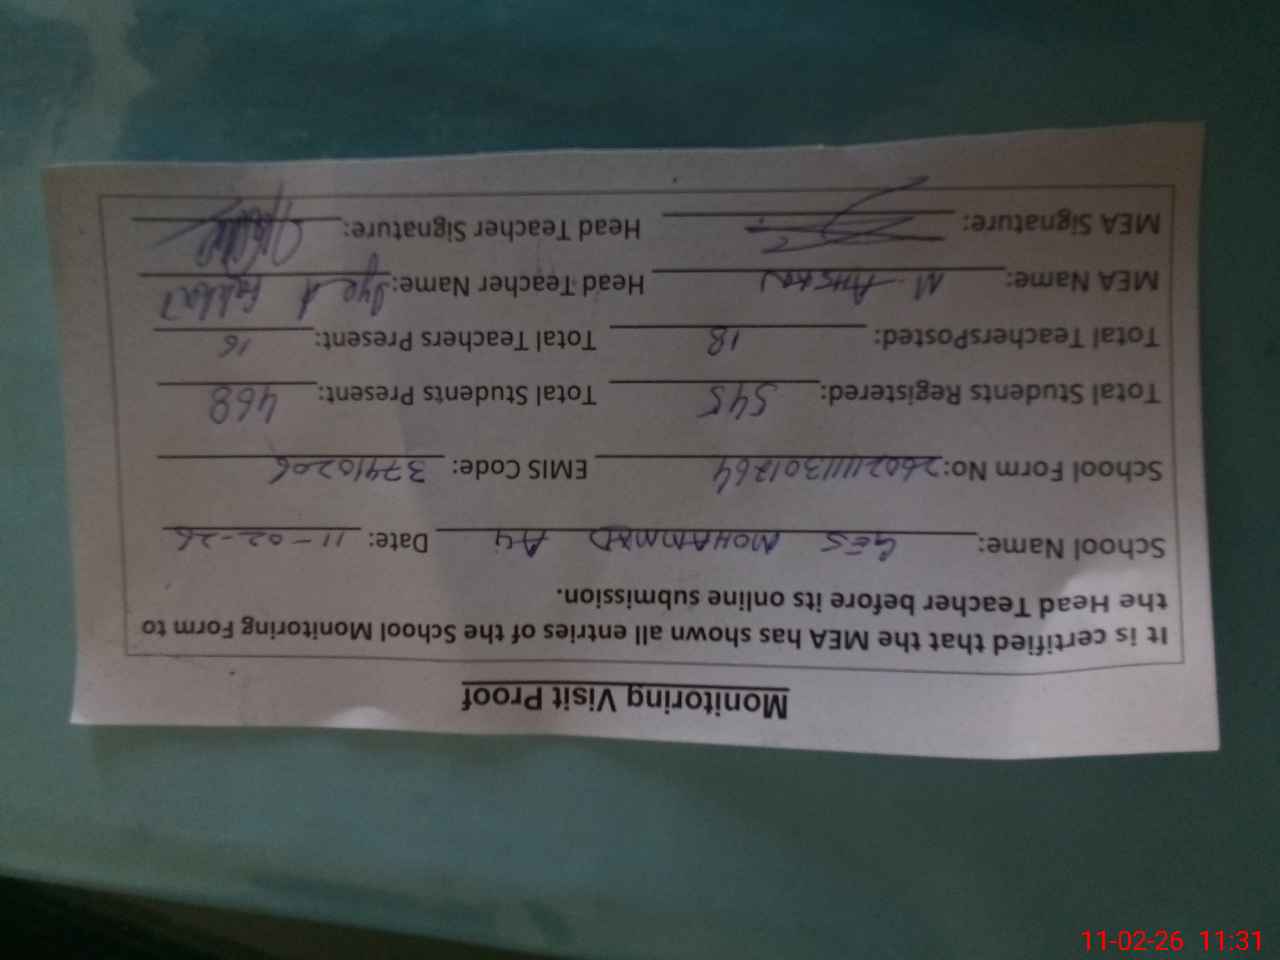 Monitoring Visit Proof
It is certified that the MEA has shown all entries of the School Monitoring Form to
the Head Teacher before its online submission.
School Name: GES MOHAMMAD Ali Date: 11-02-26
School Form No: 2602111301264 EMIS Code: 37410206
Total Students Registered: 545 Total Students Present: 468
Total TeachersPosted: 18 Total Teachers Present: 16
MEA Name: M. Head Teacher Name:
MEA Signature: Head Teacher Signature:
11-02-26 11:31